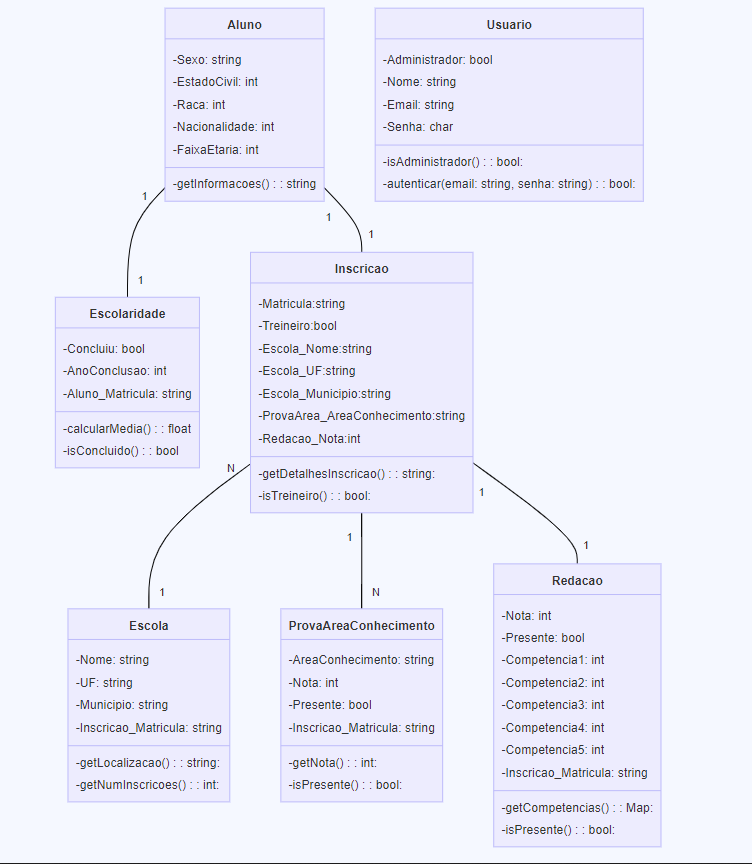 Aluno
-Sexo: string
-EstadoCivil: int
-Raca: int
-Nacionalidade: int
-FaixaEtaria: int
-getInformacoes() : : string
Usuario
-Administrador: bool
-Nome: string
-Email: string
-Senha: char
-isAdministrador() : : bool:
-autenticar(email: string, senha: string) : : bool:
1
1
1
1
Escolaridade
-Concluiu: bool
-AnoConclusao: int
-Aluno_Matricula: string
-calcularMedia() : : float
-isConcluido() : : bool
Inscricao
-Matricula:string
-Treineiro:bool
-Escola_Nome:string
-Escola_UF:string
-Escola_Municipio:string
-ProvaArea_AreaConhecimento:string
-Redacao_Nota:int
-getDetalhesInscricao() : : string:
-isTreineiro() : : bool:
N
1
1
N
1
1
Escola
-Nome: string
-UF: string
-Municipio: string
-Inscricao_Matricula: string
-getLocalizacao() : : string:
-getNumInscricoes() : : int:
ProvaAreaConhecimento
-AreaConhecimento: string
-Nota: int
-Presente: bool
-Inscricao_Matricula: string
-getNota() : : int:
-isPresente() : : bool:
Redacao
-Nota: int
-Presente: bool
-Competencia1: int
-Competencia2: int
-Competencia3: int
-Competencia4: int
-Competencia5: int
-Inscricao_Matricula: string
-getCompetencias() : : Map:
-isPresente() : : bool: